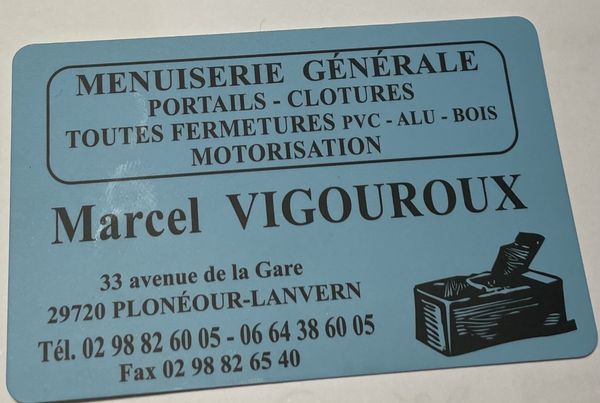 MENUISERIE GÉNÉRALE
PORTAILS - CLOTURES
TOUTES FERMETURES PVC - ALU - BOIS
MOTORISATION
Marcel VIGOUROUX
33 avenue de la Gare
29720 PLONÉOUR-LANVERN
Tél. 02 98 82 60 05 - 06 64 38 60 05
Fax 02 98 82 65 40